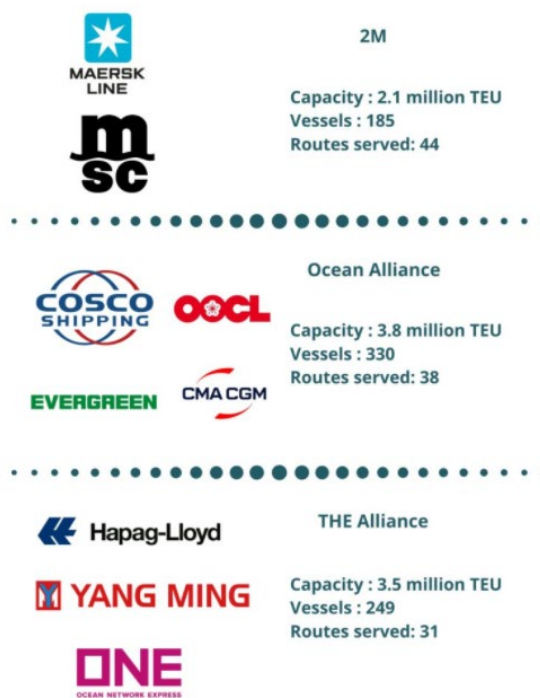 MAERSK
LINE
2M
Capacity : 2.1 million TEU
Vessels : 185
Routes served: 44
msc
COSCO
SHIPPING
OOCL
EVERGREEN
CMA CGM
Ocean Alliance
Capacity : 3.8 million TEU
Vessels : 330
Routes served: 38
Hapag-Lloyd
YANG MING
ONE
OCEAN NETWORK EXPRESS
THE Alliance
Capacity : 3.5 million TEU
Vessels : 249
Routes served: 31